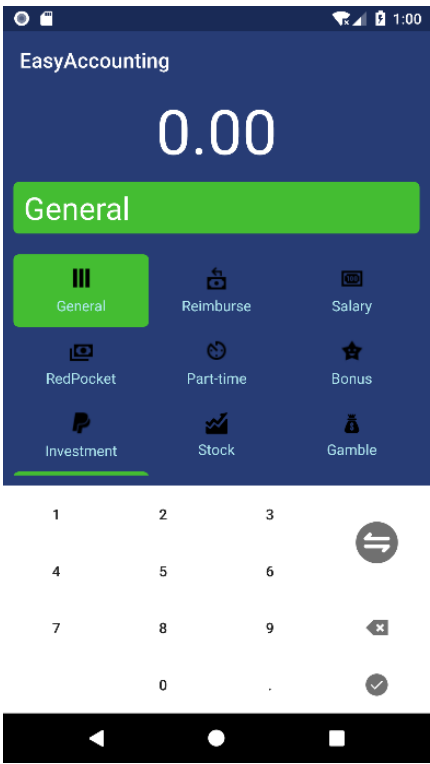 1:00
EasyAccounting
0.00
General
General Reimburse Salary
RedPocket Part-time Bonus
Investment Stock Gamble
1 2 3
4 5 6
7 8 9
0 .